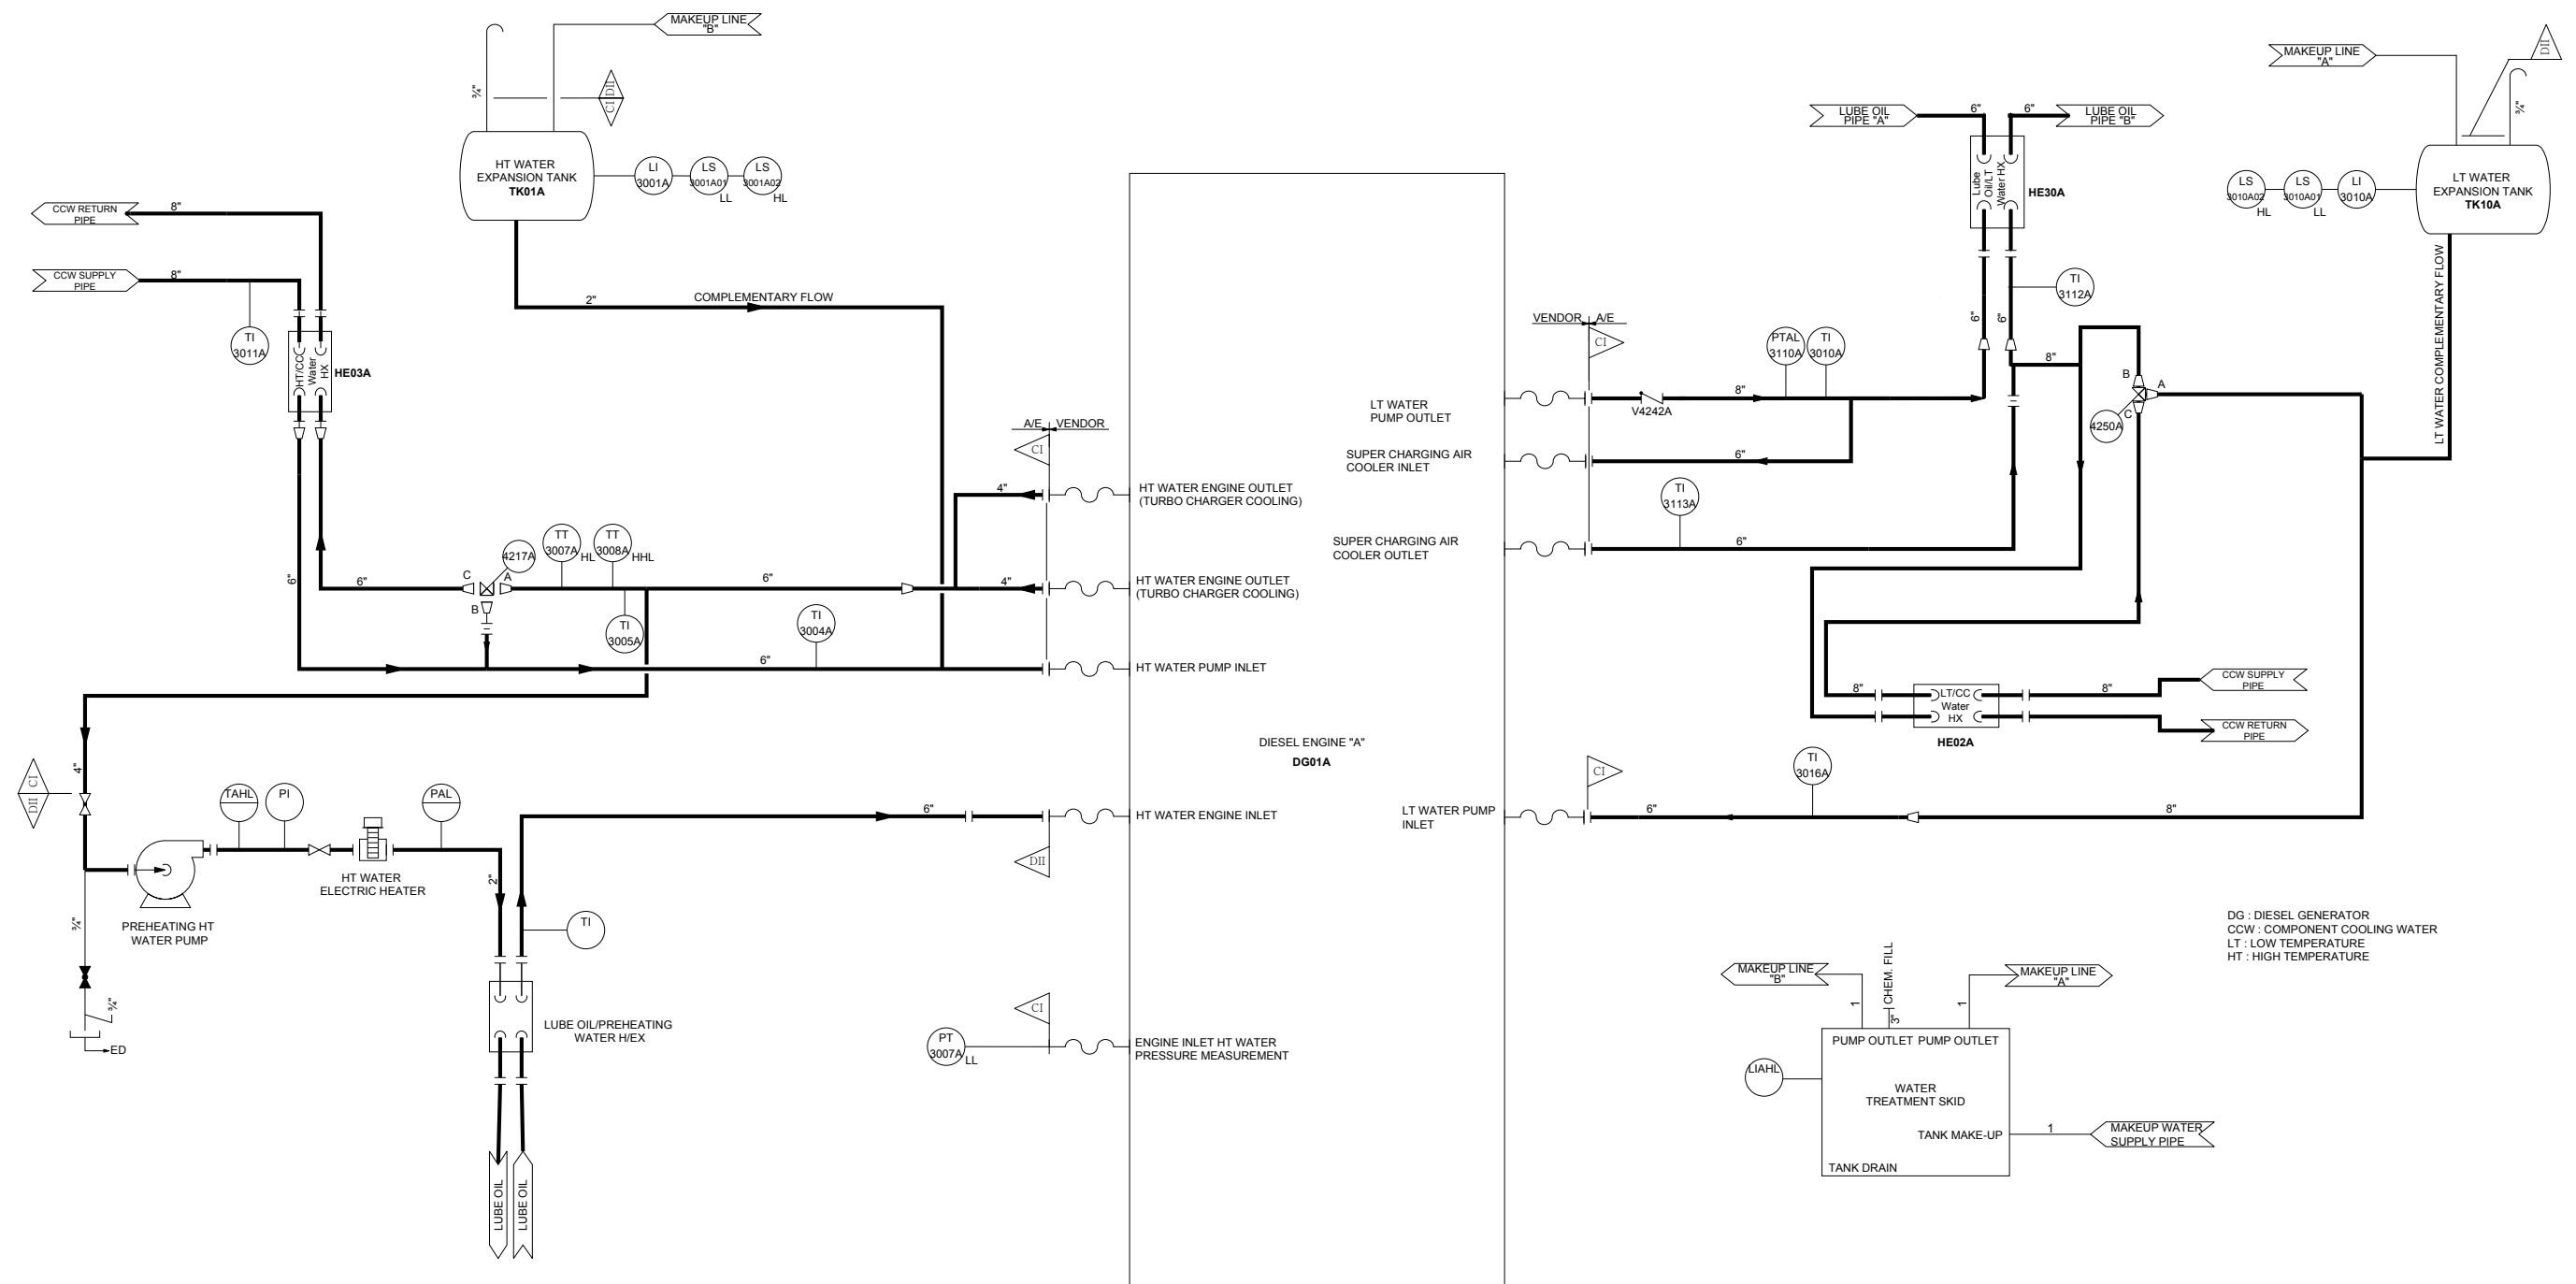 MAKEUP LINE
"B"
¾"
CI DII
HT WATER
EXPANSION TANK
TK01A
LI
3001A
LS
3001A01
LL
LS
3001A02
HL
CCW RETURN
PIPE
8"
CCW SUPPLY
PIPE
8"
TI
3011A
HT/CC
Water
HX
HE03A
2"
COMPLEMENTARY FLOW
A/E
VENDOR
CI
4"
HT WATER ENGINE OUTLET
(TURBO CHARGER COOLING)
6"
6"
C
4217A
A
B
TT
3007A
HL
TT
3008A
HHL
TI
3005A
6"
4"
HT WATER ENGINE OUTLET
(TURBO CHARGER COOLING)
TI
3004A
6"
HT WATER PUMP INLET
4"
DII CI
TAHL
PI
PAL
HT WATER
ELECTRIC HEATER
PREHEATING HT
WATER PUMP
¾"
¾"
ED
2"
TI
6"
HT WATER ENGINE INLET
DII
LUBE OIL/PREHEATING
WATER H/EX
LUBE OIL
LUBE OIL
CI
PT
3007A
LL
ENGINE INLET HT WATER
PRESSURE MEASUREMENT
DIESEL ENGINE "A"
DG01A
LT WATER
PUMP OUTLET
SUPER CHARGING AIR
COOLER INLET
SUPER CHARGING AIR
COOLER OUTLET
LT WATER PUMP
INLET
VENDOR
A/E
CI
V4242A
8"
PTAL
3110A
TI
3010A
6"
TI
3113A
6"
LUBE OIL
PIPE "A"
6"
6"
LUBE OIL
PIPE "B"
Lube
Oil/LT
Water HX
HE30A
6"
6"
TI
3112A
8"
B
A
C
4250A
MAKEUP LINE
"A"
DII
¾"
LS
3010A02
HL
LS
3010A01
LL
LI
3010A
LT WATER
EXPANSION TANK
TK10A
LT WATER COMPLEMENTARY FLOW
8"
LT/CC
Water
HX
HE02A
8"
CCW SUPPLY
PIPE
CCW RETURN
PIPE
CI
TI
3016A
6"
8"
DG : DIESEL GENERATOR
CCW : COMPONENT COOLING WATER
LT : LOW TEMPERATURE
HT : HIGH TEMPERATURE
MAKEUP LINE
"B"
1
CHEM. FILL
3"
1
MAKEUP LINE
"A"
PUMP OUTLET PUMP OUTLET
LIAHL
WATER
TREATMENT SKID
TANK MAKE-UP
1
MAKEUP WATER
SUPPLY PIPE
TANK DRAIN